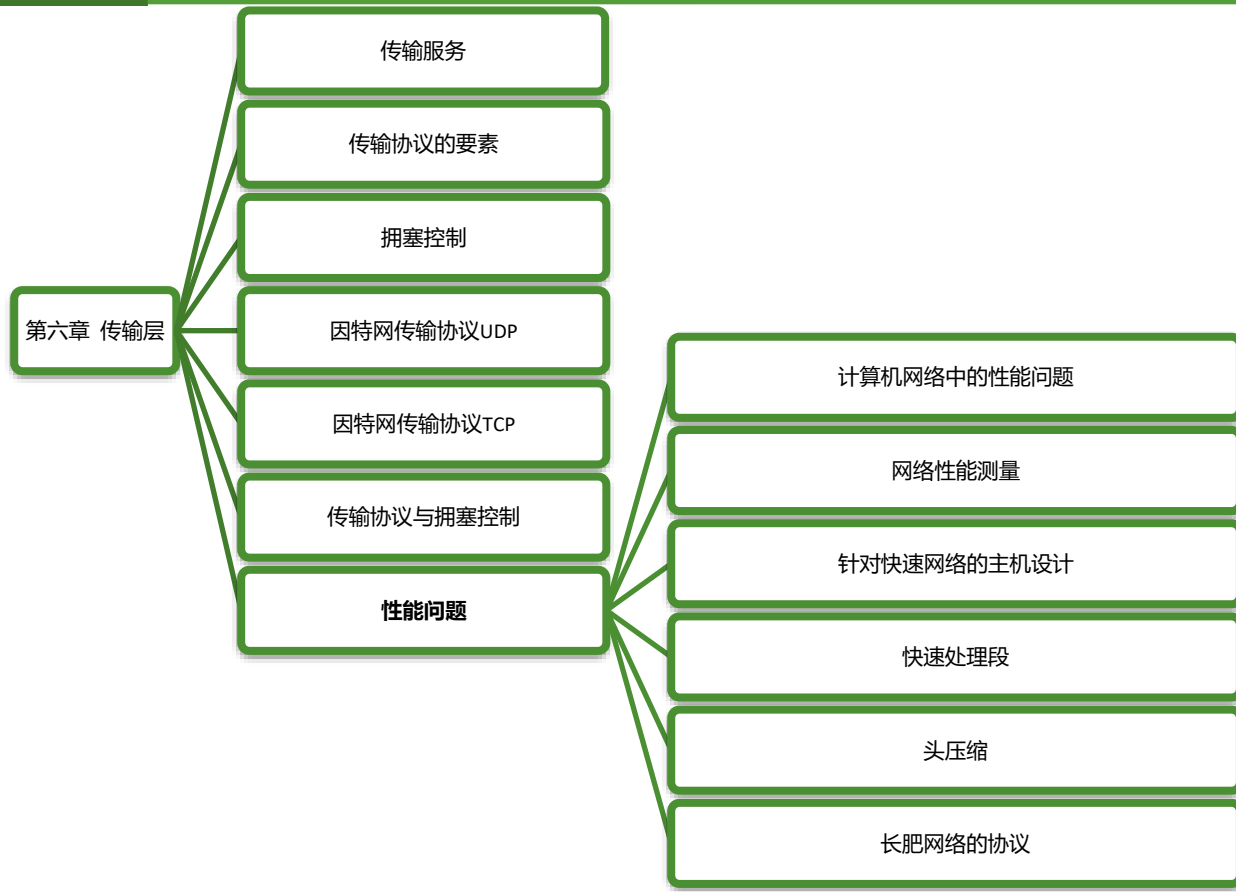 第六章 传输层
传输服务
传输协议的要素
拥塞控制
因特网传输协议UDP
因特网传输协议TCP
传输协议与拥塞控制
性能问题
计算机网络中的性能问题
网络性能测量
针对快速网络的主机设计
快速处理段
头压缩
长肥网络的协议